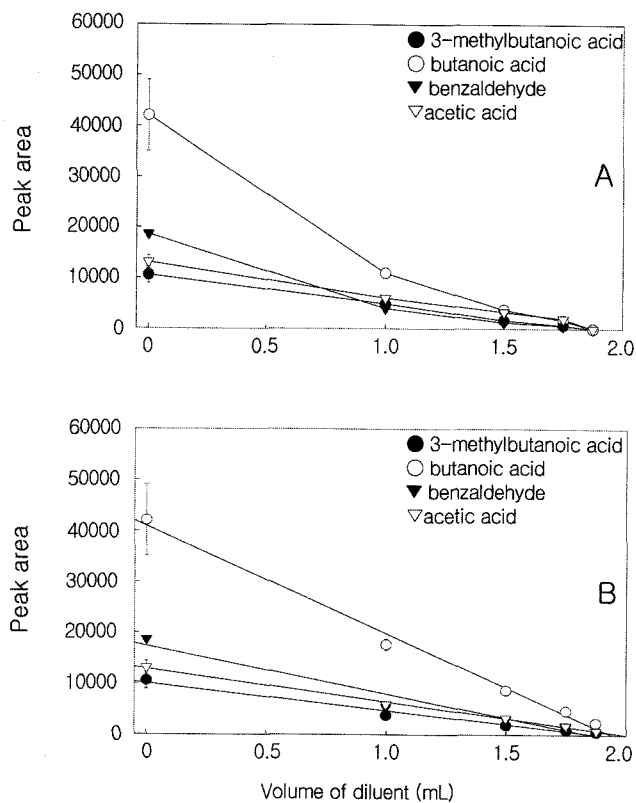 60000
50000
40000
30000
20000
10000
0
Peak area
3-methylbutanoic acid
butanoic acid
benzaldehyde
acetic acid
A
0 0.5 1.0 1.5 2.0
60000
50000
40000
30000
20000
10000
0
Peak area
3-methylbutanoic acid
butanoic acid
benzaldehyde
acetic acid
B
0 0.5 1.0 1.5 2.0
Volume of diluent (mL)